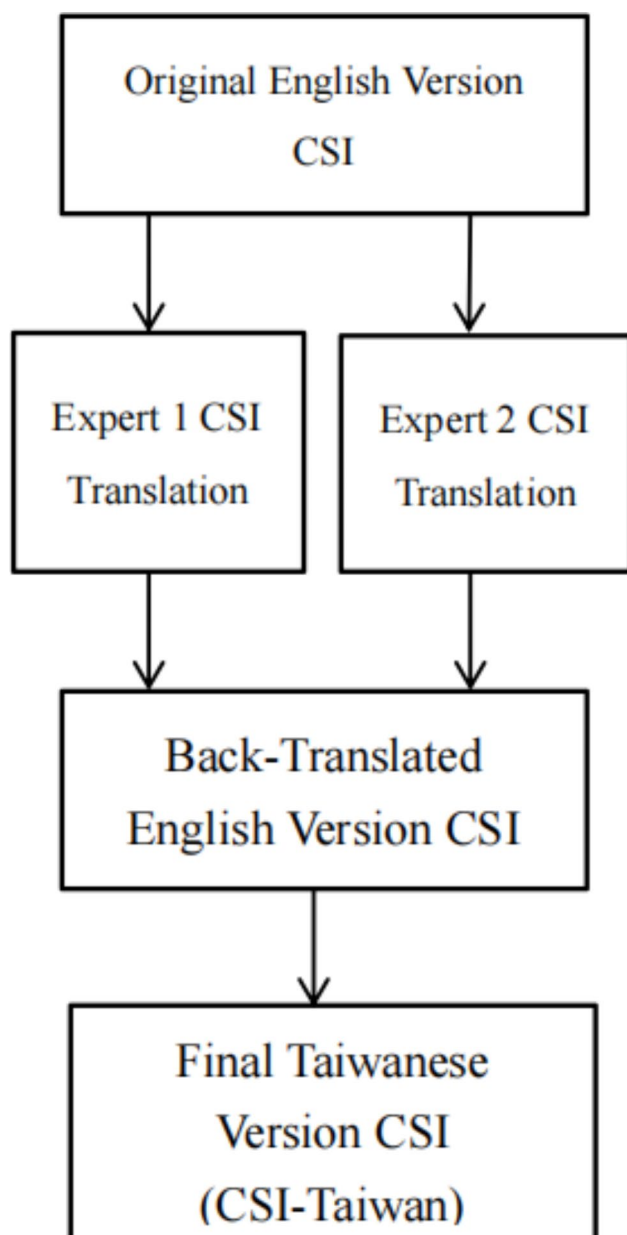 Original English Version
CSI
Expert 1 CSI
Translation
Expert 2 CSI
Translation
Back-Translated
English Version CSI
Final Taiwanese
Version CSI
(CSI-Taiwan)